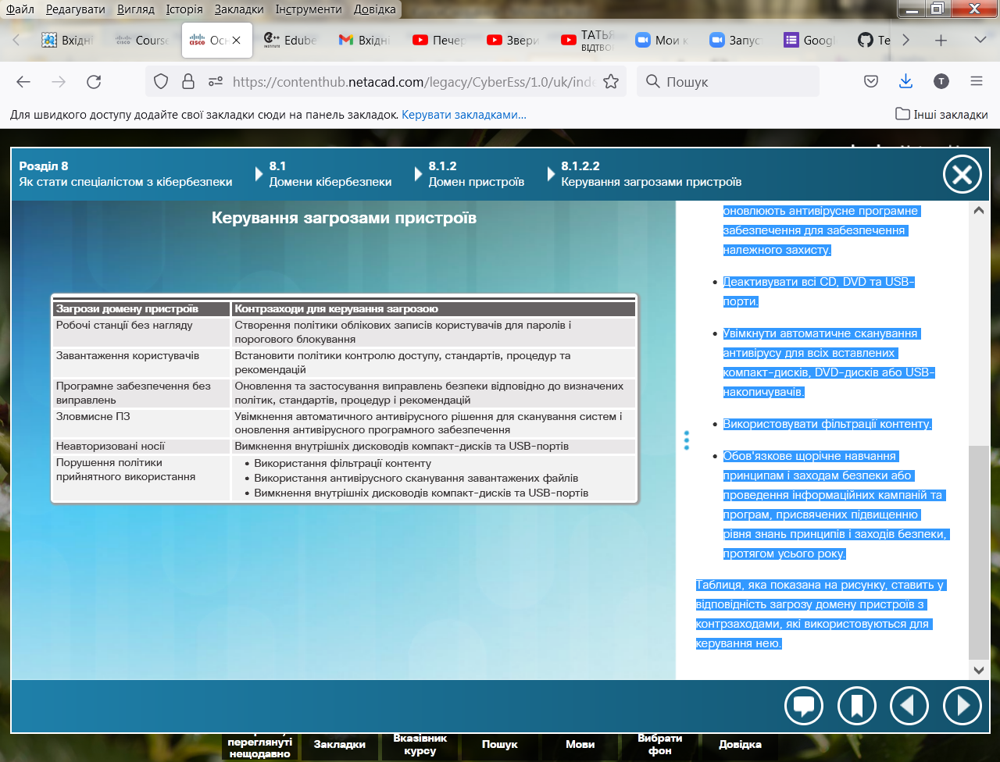 Файл Редагувати Вигляд Історія Закладки Інструменти Довідка
Вхідні Course Осн Edube Вхідні Печер Звери ТАТЬЯ Мои к Запус Googl Te
ВІДТВО
https://contenthub.netacad.com/legacy/CyberEss/1.0/uk/inde Пошук
Для швидкого доступу додайте свої закладки сюди на панель закладок. Керувати закладками... Інші закладки
Розділ 8 8.1 8.1.2 8.1.2.2
Як стати спеціалістом з кібербезпеки Домени кібербезпеки Домен пристроїв Керування загрозами пристроїв
Керування загрозами пристроїв
Загрози домену пристроїв Контрзаходи для керування загрозою
Робочі станції без нагляду Створення політики облікових записів користувачів для паролів і
порогового блокування
Завантаження користувачів Встановити політики контролю доступу, стандартів, процедур та
рекомендацій
Програмне забезпечення без Оновлення та застосування виправлень безпеки відповідно до визначених
виправлень політик, стандартів, процедур і рекомендацій
Зловмисне ПЗ Увімкнення автоматичного антивірусного рішення для сканування систем і
оновлення антивірусного програмного забезпечення
Неавторизовані носії Вимкнення внутрішніх дисководів компакт-дисків та USB-портів
Порушення політики • Використання фільтрації контенту
прийнятного використання • Використання антивірусного сканування завантажених файлів
• Вимкнення внутрішніх дисководів компакт-дисків та USB-портів
оновлюють антивірусне програмне
забезпечення для забезпечення
належного захисту.
• Деактивувати всі CD, DVD та USB-
порти.
• Увімкнути автоматичне сканування
антивірусу для всіх вставлених
компакт-дисків, DVD-дисків або USB-
накопичувачів.
• Використовувати фільтрації контенту.
• Обов'язкове щорічне навчання
принципам і заходам безпеки або
проведення інформаційних кампаній та
програм, присвячених підвищенню
рівня знань принципів і заходів безпеки,
протягом усього року.
Таблиця, яка показана на рисунку, ставить у
відповідність загрозу домену пристроїв з
контрзаходами, які використовуються для
керування нею.
переглянуті
нещодавно
Закладки
Вказівник
курсу
Пошук
Мови
Вибрати
фон
Довідка